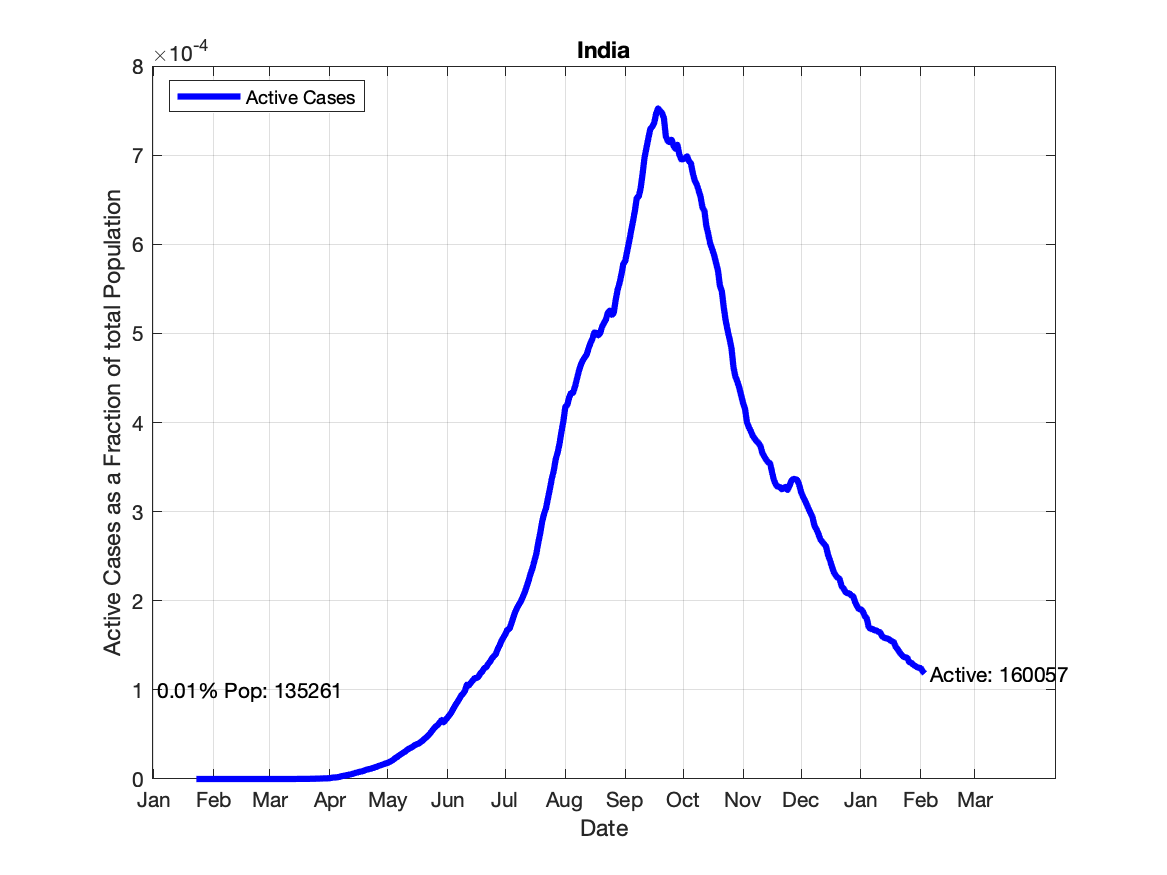 India
×10-4
Active Cases
8
7
6
5
4
3
2
1
0
Active Cases as a Fraction of total Population
0.01% Pop: 135261
Active: 160057
Jan Feb Mar Apr May Jun Jul Aug Sep Oct Nov Dec Jan Feb Mar
Date